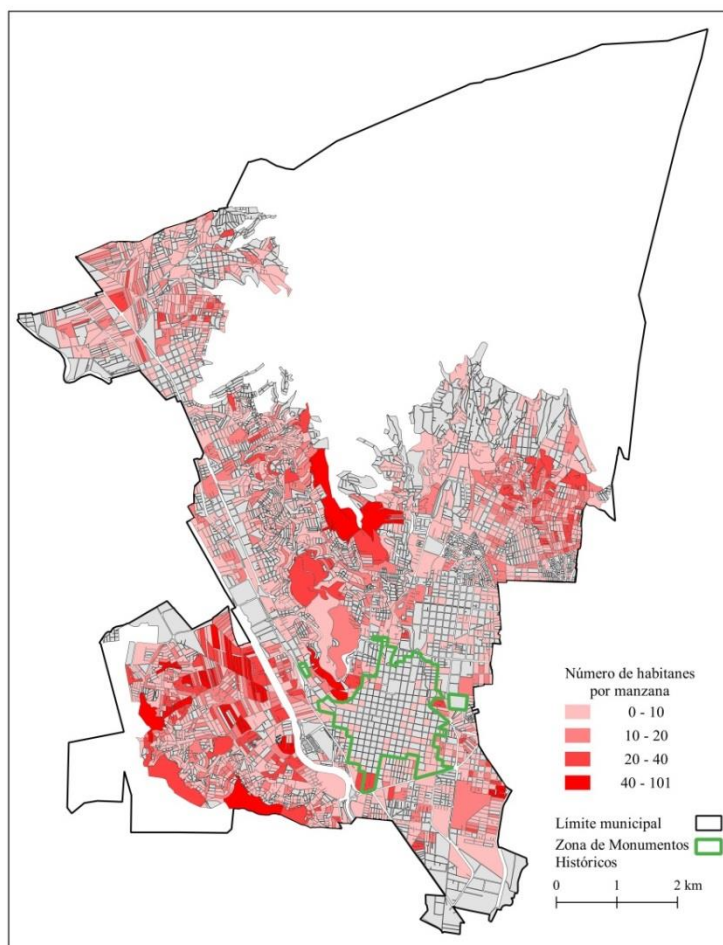 Número de habitanes
por manzana
0 - 10
10 - 20
20 - 40
40 - 101
Límite municipal
Zona de Monumentos
Históricos
0 1 2 km